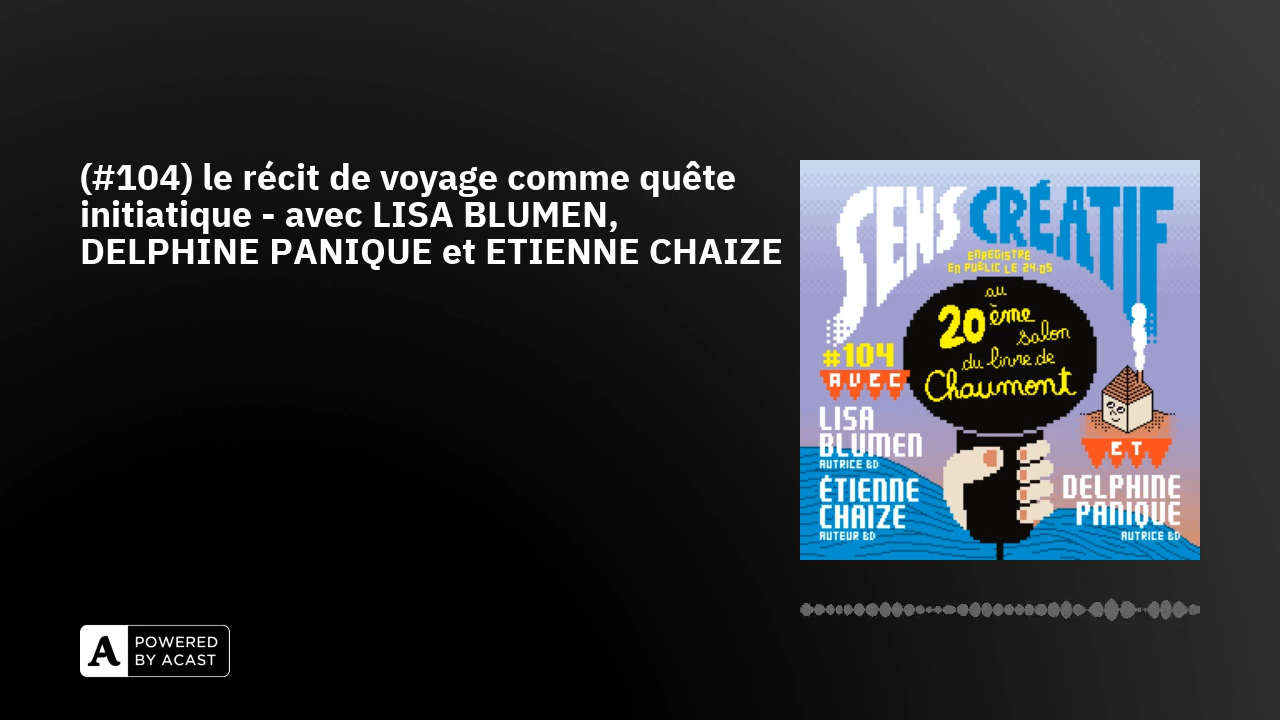 (#104) le récit de voyage comme quête
initiatique - avec LISA BLUMEN,
DELPHINE PANIQUE et ETIENNE CHAIZE
SENS CRÉATIF
ENREGISTRÉ
EN PUBLIC LE 24.05
au
20ème
salon
du livre de
Chaumont
#104
AVEC
LISA
BLUMEN
AUTRICE BD
ÉTIENNE
CHAIZE
AUTEUR BD
ET
DELPHINE
PANIQUE
AUTRICE BD
A POWERED
BY ACAST